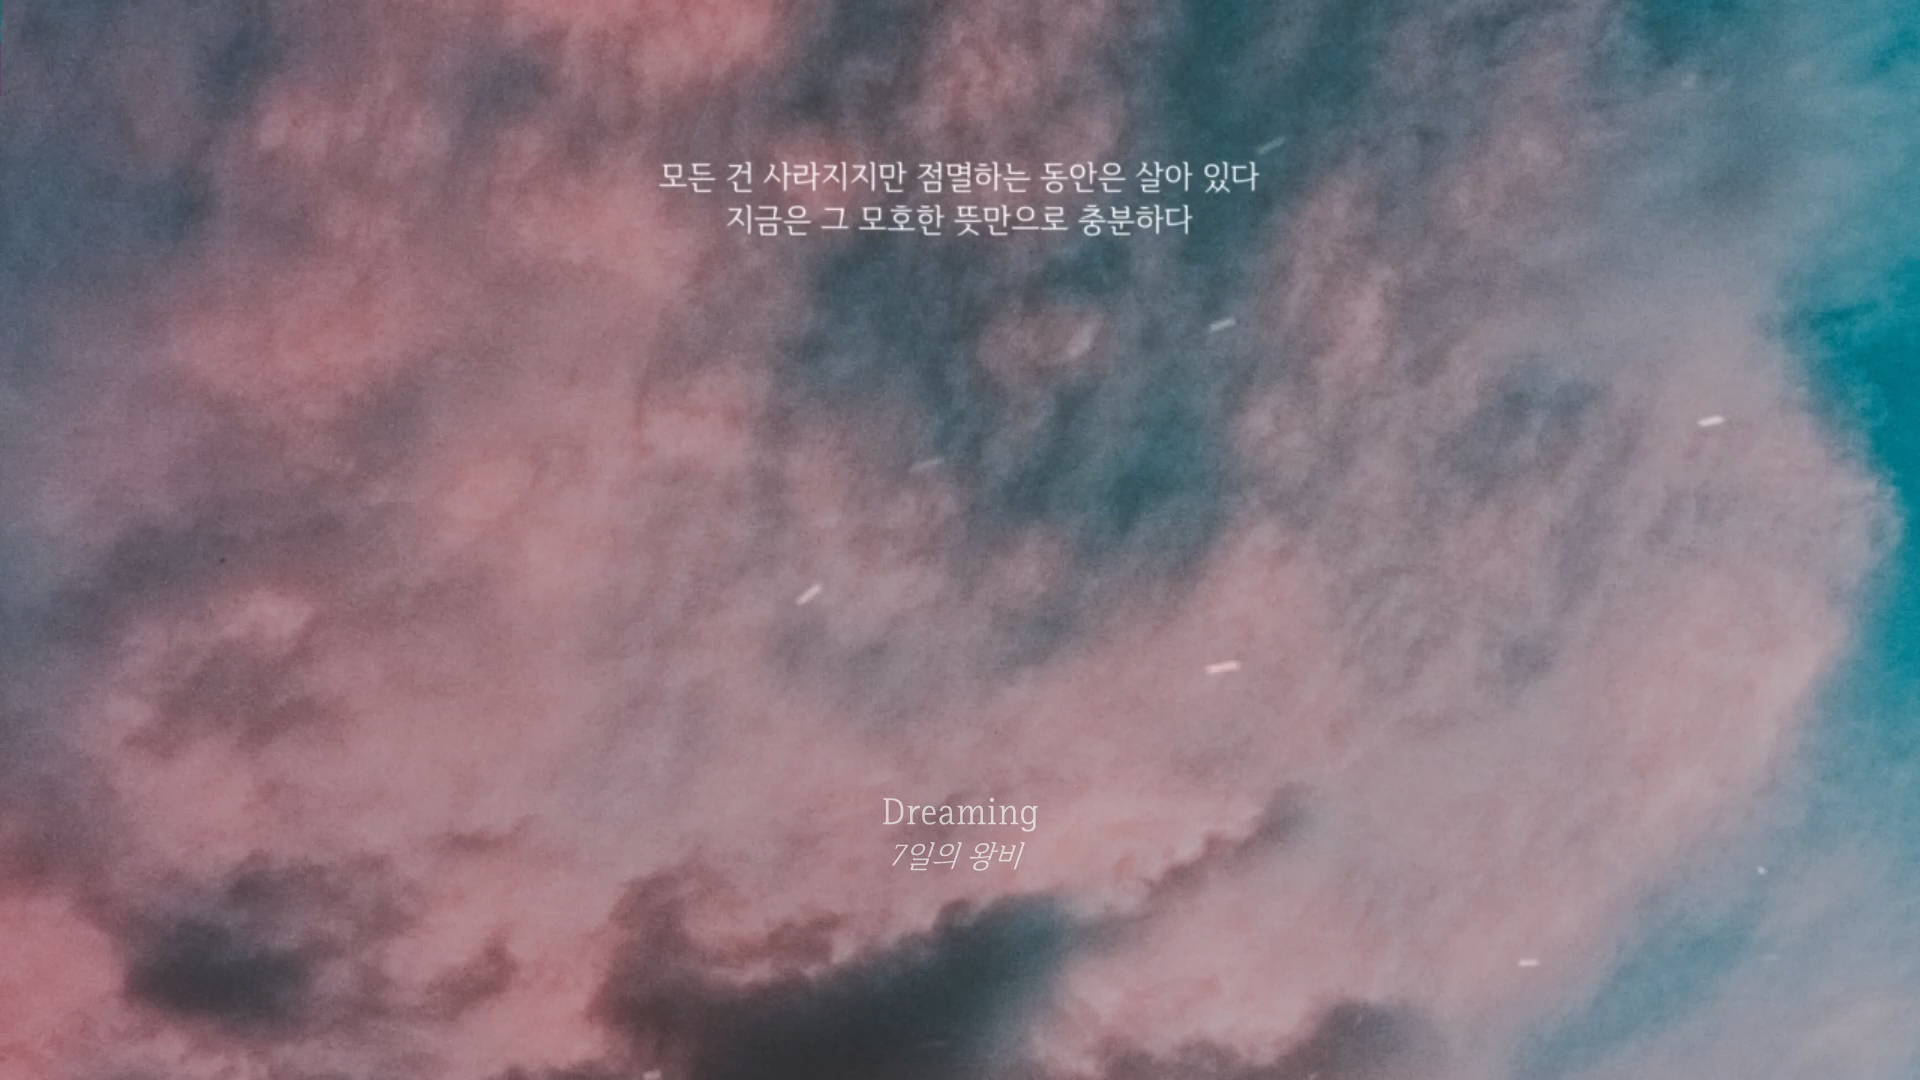 모든 건 사라지지만 점멸하는 동안은 살아 있다
지금은 그 모호한 뜻만으로 충분하다
Dreaming
7일의 왕비